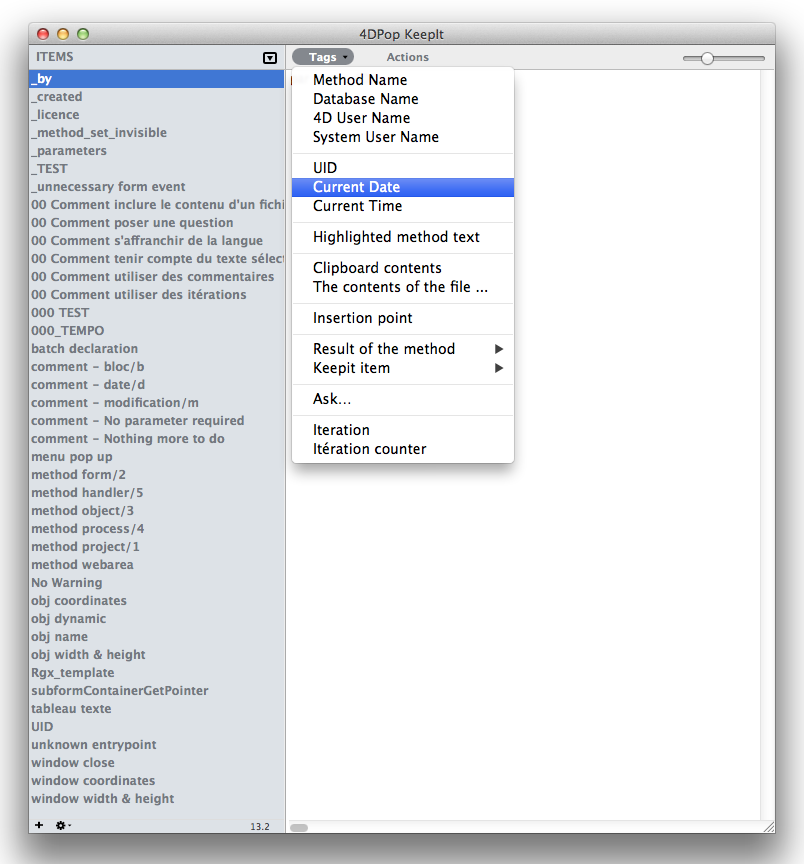 4DPop KeepIt
ITEMS
Tags
Actions
_by
_created
_licence
_method_set_invisible
_parameters
_TEST
_unnecessary form event
00 Comment inclure le contenu d'un fichi
00 Comment poser une question
00 Comment s'affranchir de la langue
00 Comment tenir compte du texte sélect
00 Comment utiliser des commentaires
00 Comment utiliser des itérations
000 TEST
000_TEMPO
batch declaration
comment - bloc/b
comment - date/d
comment - modification/m
comment - No parameter required
comment - Nothing more to do
menu pop up
method form/2
method handler/5
method object/3
method process/4
method project/1
method webarea
No Warning
obj coordinates
obj dynamic
obj name
obj width & height
Rgx_template
subformContainerGetPointer
tableau texte
UID
unknown entrypoint
window close
window coordinates
window width & height
13.2
Method Name
Database Name
4D User Name
System User Name
UID
Current Date
Current Time
Highlighted method text
Clipboard contents
The contents of the file ...
Insertion point
Result of the method
Keepit item
Ask...
Iteration
Itération counter